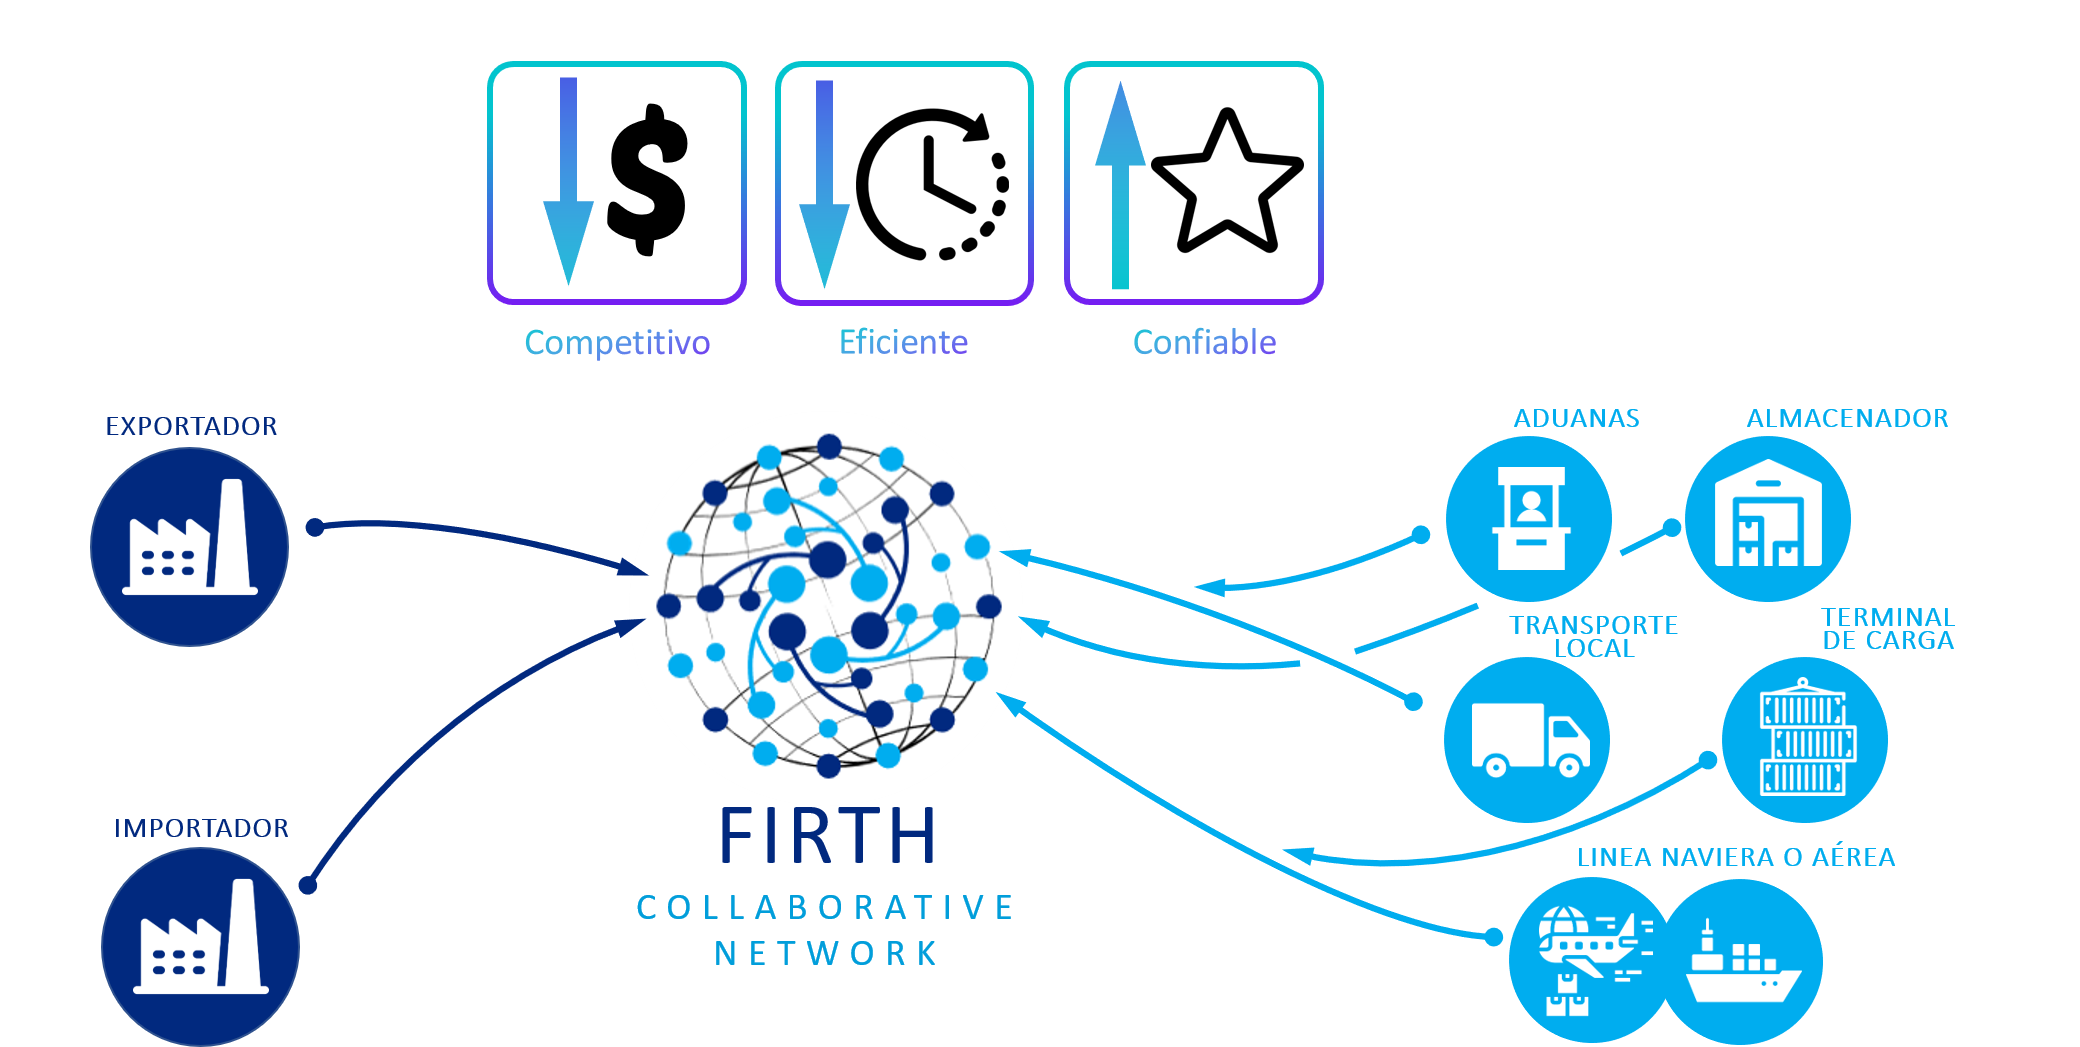 Competitivo
Eficiente
Confiable
EXPORTADOR
IMPORTADOR
FIRTH
COLLABORATIVE
NETWORK
ADUANAS
ALMACENADOR
TRANSPORTE
LOCAL
TERMINAL
DE CARGA
LINEA NAVIERA O AÉREA